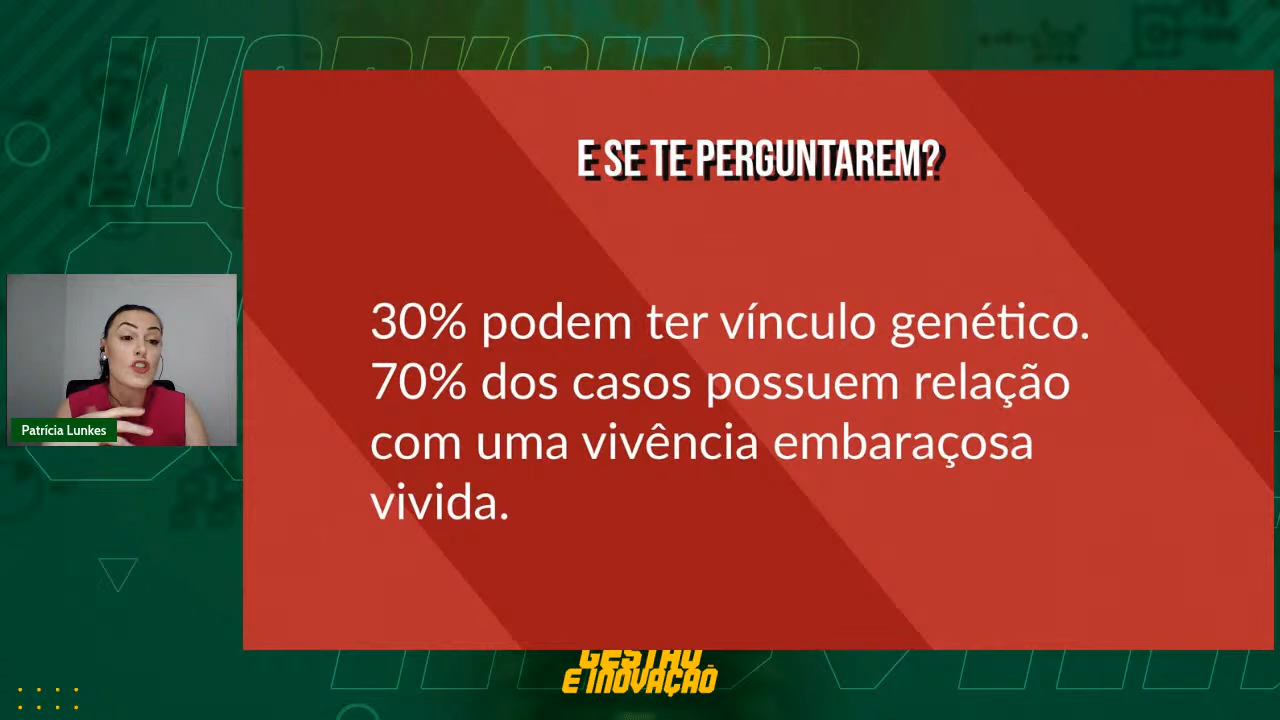 WORKSHOP
E SE TE PERGUNTAREM?
30% podem ter vínculo genético.
70% dos casos possuem relação
com uma vivência embaraçosa
vivida.
Patrícia Lunkes
GESTÃO
E INOVAÇÃO